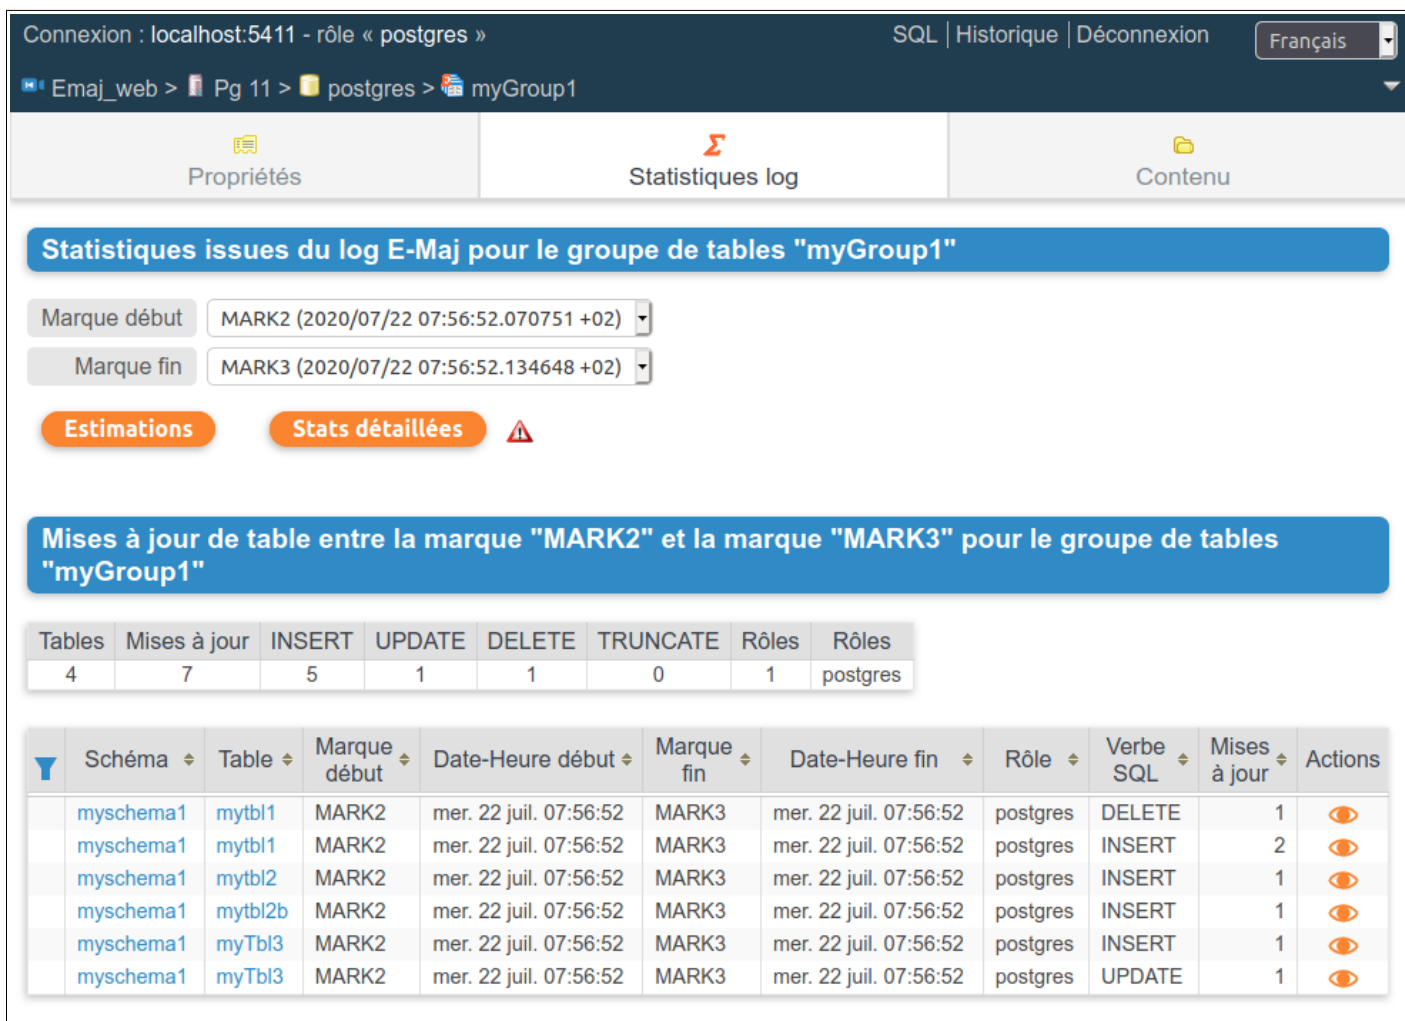 Connexion : localhost:5411 - rôle « postgres »
SQL | Historique | Déconnexion
Français
Emaj_web > Pg 11 > postgres > myGroup1
Propriétés
Σ
Statistiques log
Contenu
Statistiques issues du log E-Maj pour le groupe de tables "myGroup1"
Marque début MARK2 (2020/07/22 07:56:52.070751 +02)
Marque fin MARK3 (2020/07/22 07:56:52.134648 +02)
Estimations Stats détaillées
Mises à jour de table entre la marque "MARK2" et la marque "MARK3" pour le groupe de tables
"myGroup1"
Tables Mises à jour INSERT UPDATE DELETE TRUNCATE Rôles Rôles
4 7 5 1 1 0 1 postgres
Schéma Table Marque début Date-Heure début Marque fin Date-Heure fin Rôle Verbe SQL Mises à jour Actions
myschema1 mytbl1 MARK2 mer. 22 juil. 07:56:52 MARK3 mer. 22 juil. 07:56:52 postgres DELETE 1
myschema1 mytbl1 MARK2 mer. 22 juil. 07:56:52 MARK3 mer. 22 juil. 07:56:52 postgres INSERT 2
myschema1 mytbl2 MARK2 mer. 22 juil. 07:56:52 MARK3 mer. 22 juil. 07:56:52 postgres INSERT 1
myschema1 mytbl2b MARK2 mer. 22 juil. 07:56:52 MARK3 mer. 22 juil. 07:56:52 postgres INSERT 1
myschema1 myTbl3 MARK2 mer. 22 juil. 07:56:52 MARK3 mer. 22 juil. 07:56:52 postgres INSERT 1
myschema1 myTbl3 MARK2 mer. 22 juil. 07:56:52 MARK3 mer. 22 juil. 07:56:52 postgres UPDATE 1